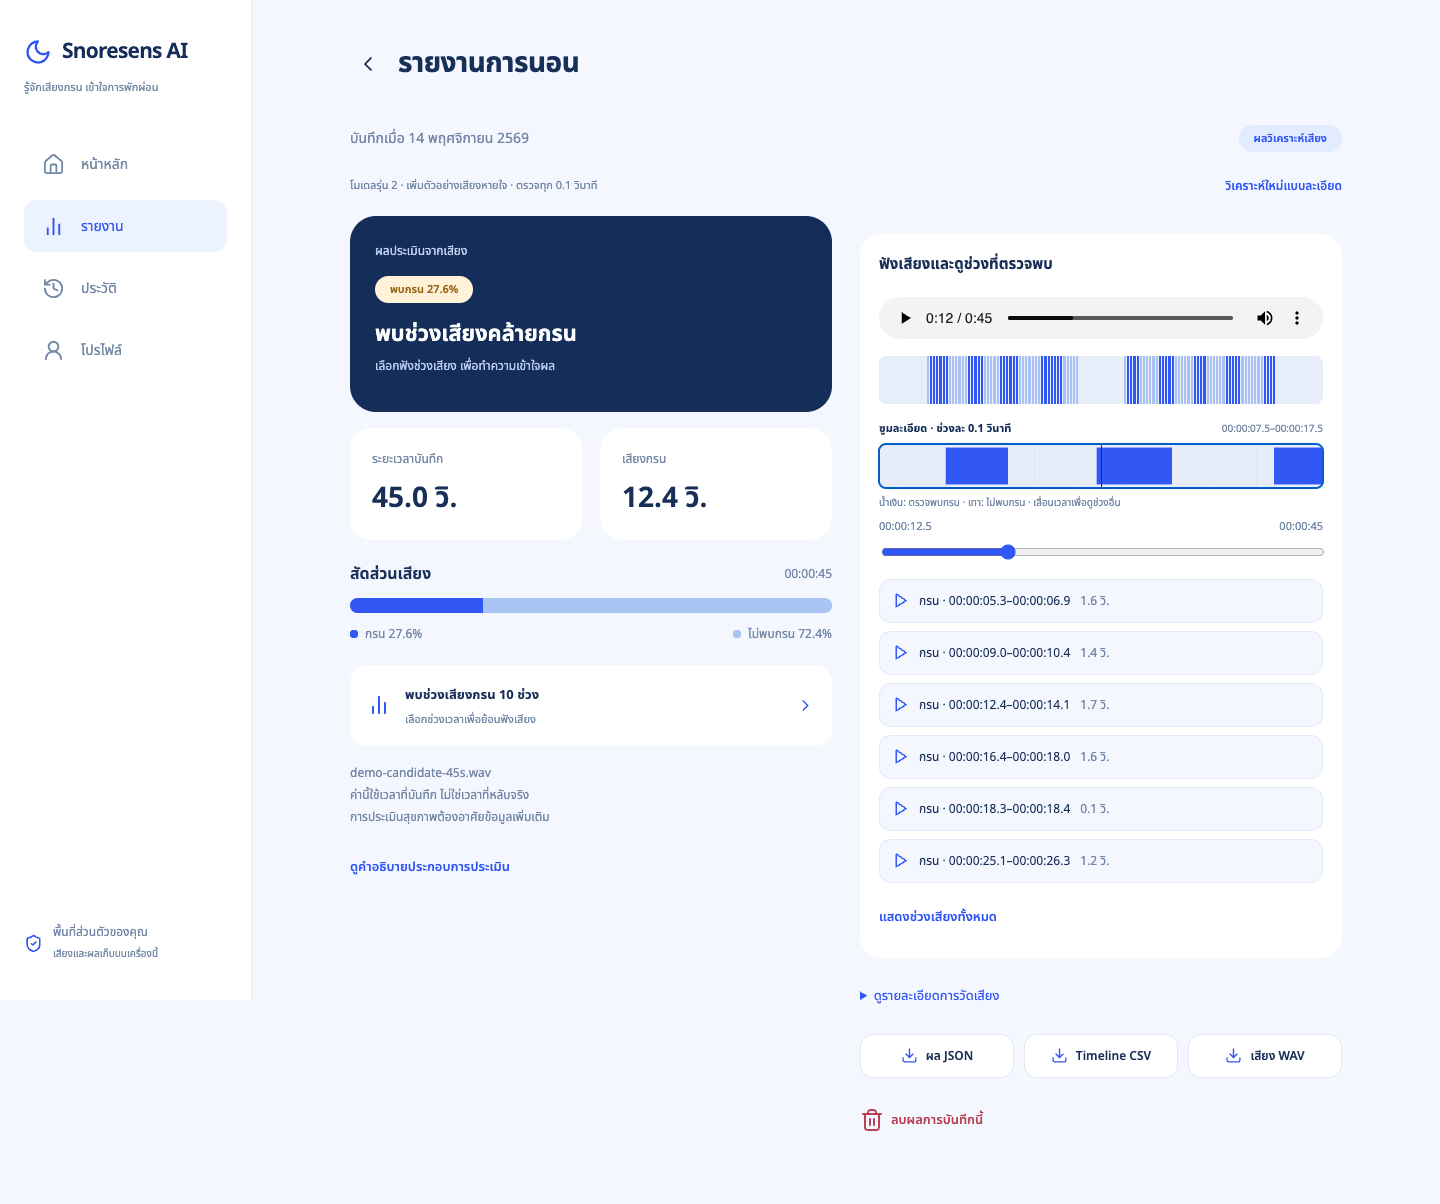 Snoresens AI
รู้จักเสียงกรน เข้าใจการพักผ่อน
หน้าหลัก
รายงาน
ประวัติ
โปรไฟล์
พื้นที่ส่วนตัวของคุณ
เสียงและผลเก็บบนเครื่องนี้
รายงานการนอน
บันทึกเมื่อ 14 พฤศจิกายน 2569
ผลวิเคราะห์เสียง
โมเดลรุ่น 2 · เพิ่มตัวอย่างเสียงหายใจ · ตรวจทุก 0.1 วินาที
วิเคราะห์ใหม่แบบละเอียด
ผลประเมินจากเสียง
พบกรน 27.6%
พบช่วงเสียงคล้ายกรน
เลือกฟังช่วงเสียง เพื่อทำความเข้าใจผล
ระยะเวลาบันทึก
45.0 วิ.
เสียงกรน
12.4 วิ.
สัดส่วนเสียง
00:00:45
กรน 27.6%
ไม่พบกรน 72.4%
พบช่วงเสียงกรน 10 ช่วง
เลือกช่วงเวลาเพื่อย้อนฟังเสียง
demo-candidate-45s.wav
ค่านี้ใช้เวลาที่บันทึก ไม่ใช่เวลาที่หลับจริง
การประเมินสุขภาพต้องอาศัยข้อมูลเพิ่มเติม
ดูคำอธิบายประกอบการประเมิน
ฟังเสียงและดูช่วงที่ตรวจพบ
0:12 / 0:45
ซูมละเอียด · ช่วงละ 0.1 วินาที
00:00:07.5–00:00:17.5
น้ำเงิน: ตรวจพบกรน · เทา: ไม่พบกรน · เลื่อนเวลาเพื่อดูช่วงอื่น
00:00:12.5
00:00:45
กรน · 00:00:05.3–00:00:06.9 1.6 วิ.
กรน · 00:00:09.0–00:00:10.4 1.4 วิ.
กรน · 00:00:12.4–00:00:14.1 1.7 วิ.
กรน · 00:00:16.4–00:00:18.0 1.6 วิ.
กรน · 00:00:18.3–00:00:18.4 0.1 วิ.
กรน · 00:00:25.1–00:00:26.3 1.2 วิ.
แสดงช่วงเสียงทั้งหมด
ดูรายละเอียดการวัดเสียง
ผล JSON
Timeline CSV
เสียง WAV
ลบผลการบันทึกนี้